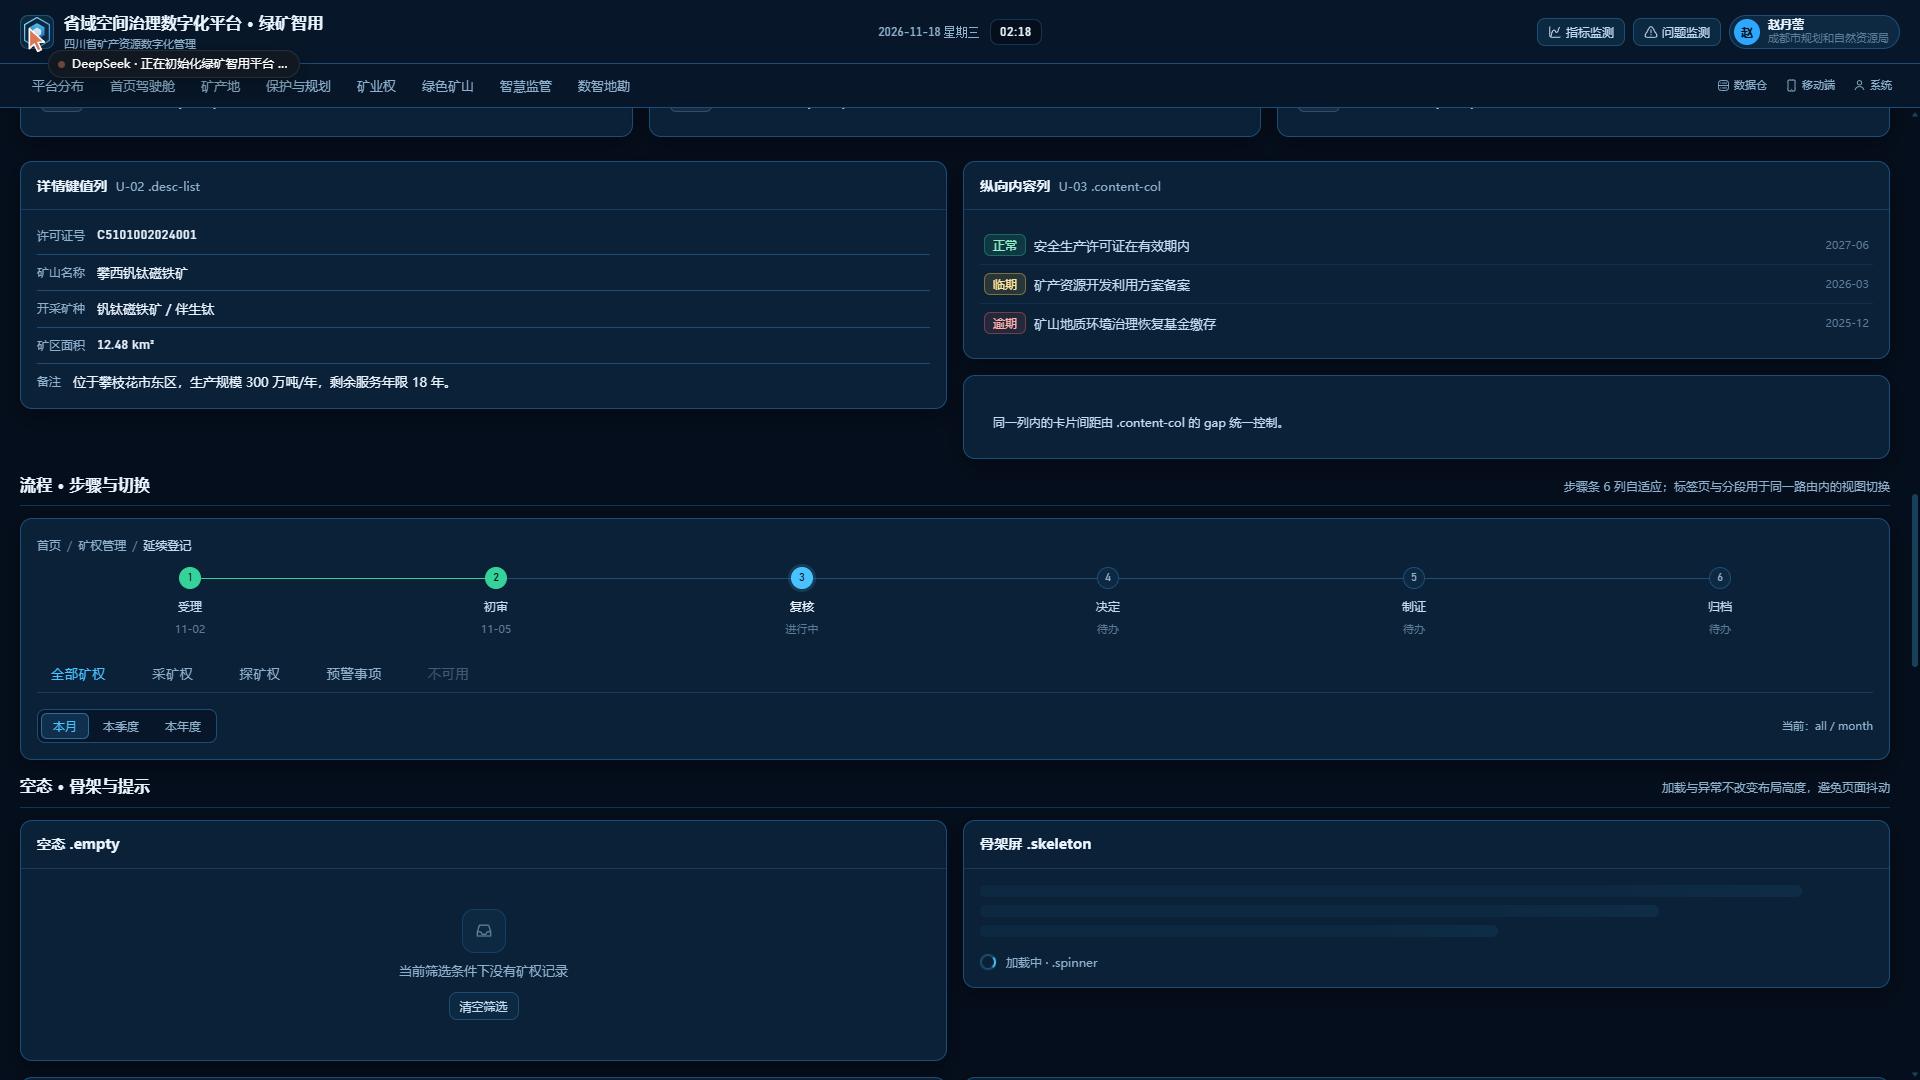 省域空间治理数字化平台 • 绿矿智用
四川省矿产资源数字化管理
DeepSeek · 正在初始化绿矿智用平台 ...
2026-11-18 星期三
02:18
指标监测
问题监测
赵
赵丹萱
成都市规划和自然资源局
平台分布
首页驾驶舱
矿产地
保护与规划
矿业权
绿色矿山
智慧监管
数智地勘
数据仓
移动端
系统
详情键值列 U-02 .desc-list
许可证号 C5101002024001
矿山名称 攀西钒钛磁铁矿
开采矿种 钒钛磁铁矿 / 伴生钛
矿区面积 12.48 km²
备注 位于攀枝花市东区，生产规模 300 万吨/年，剩余服务年限 18 年。
纵向内容列 U-03 .content-col
正常 安全生产许可证在有效期内 2027-06
临期 矿产资源开发利用方案备案 2026-03
逾期 矿山地质环境治理恢复基金缴存 2025-12
同一列内的卡片间距由 .content-col 的 gap 统一控制。
流程 • 步骤与切换
步骤条 6 列自适应；标签页与分段用于同一路由内的视图切换
首页 / 矿权管理 / 延续登记
1 2 3 4 5 6
受理 初审 复核 决定 制证 归档
11-02 11-05 进行中 待办 待办 待办
全部矿权 采矿权 探矿权 预警事项 不可用
本月 本季度 本年度
当前：all / month
空态 • 骨架与提示
加载与异常不改变布局高度，避免页面抖动
空态 .empty
当前筛选条件下没有矿权记录
清空筛选
骨架屏 .skeleton
加载中 · .spinner